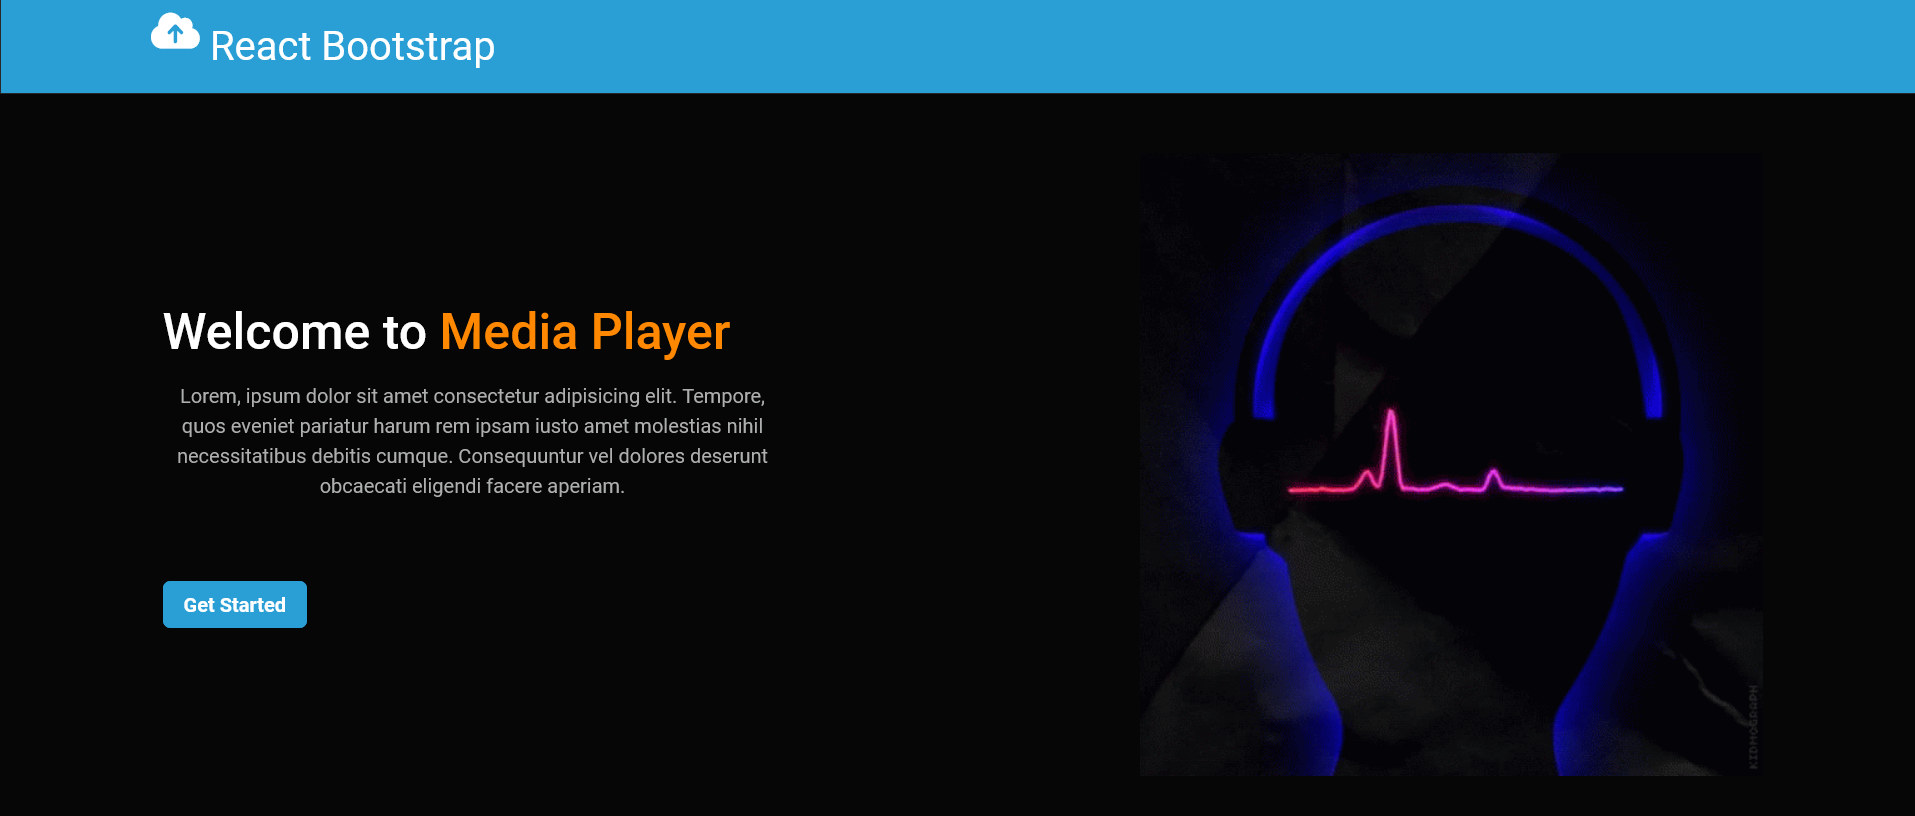 React Bootstrap
Welcome to Media Player
Lorem, ipsum dolor sit amet consectetur adipisicing elit. Tempore,
quos eveniet pariatur harum rem ipsam iusto amet molestias nihil
necessitatibus debitis cumque. Consequuntur vel dolores deserunt
obcaecati eligendi facere aperiam.
Get Started
KIDMOGRAPH